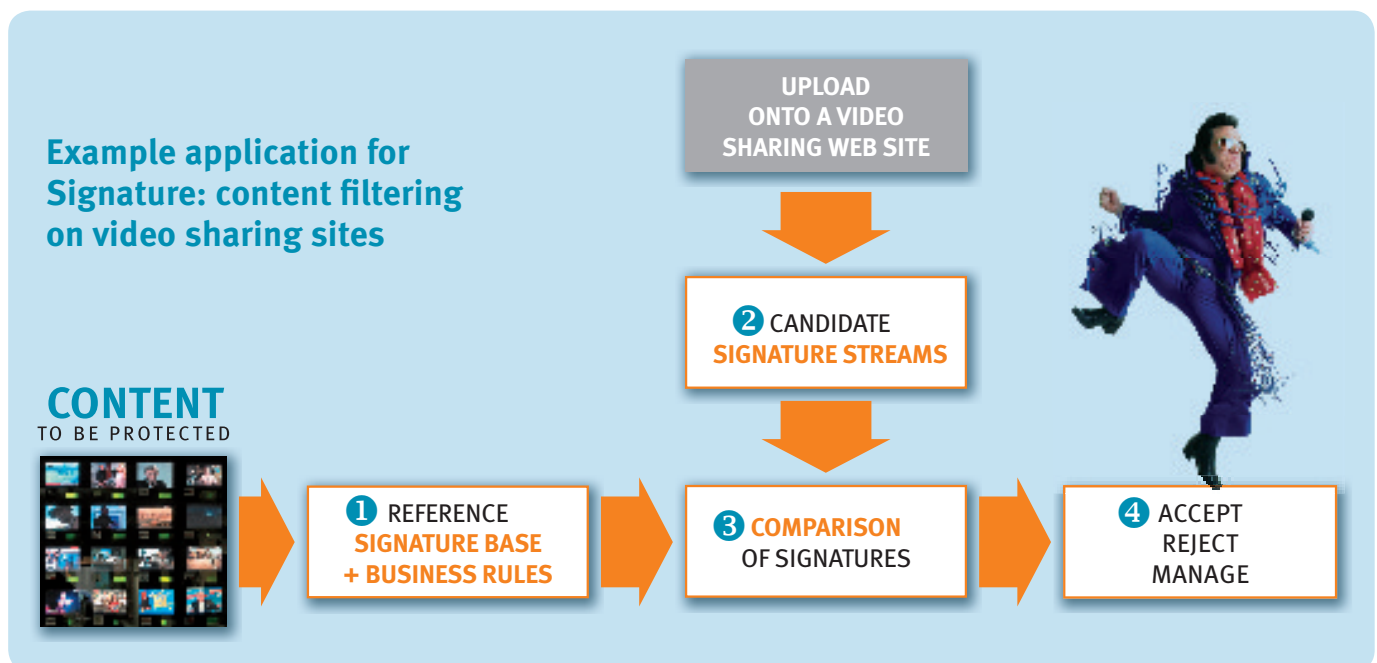 Example application for
Signature: content filtering
on video sharing sites
UPLOAD
ONTO A VIDEO
SHARING WEB SITE
2 CANDIDATE
SIGNATURE STREAMS
CONTENT
TO BE PROTECTED
1 REFERENCE
SIGNATURE BASE
+ BUSINESS RULES
3 COMPARISON
OF SIGNATURES
4 ACCEPT
REJECT
MANAGE